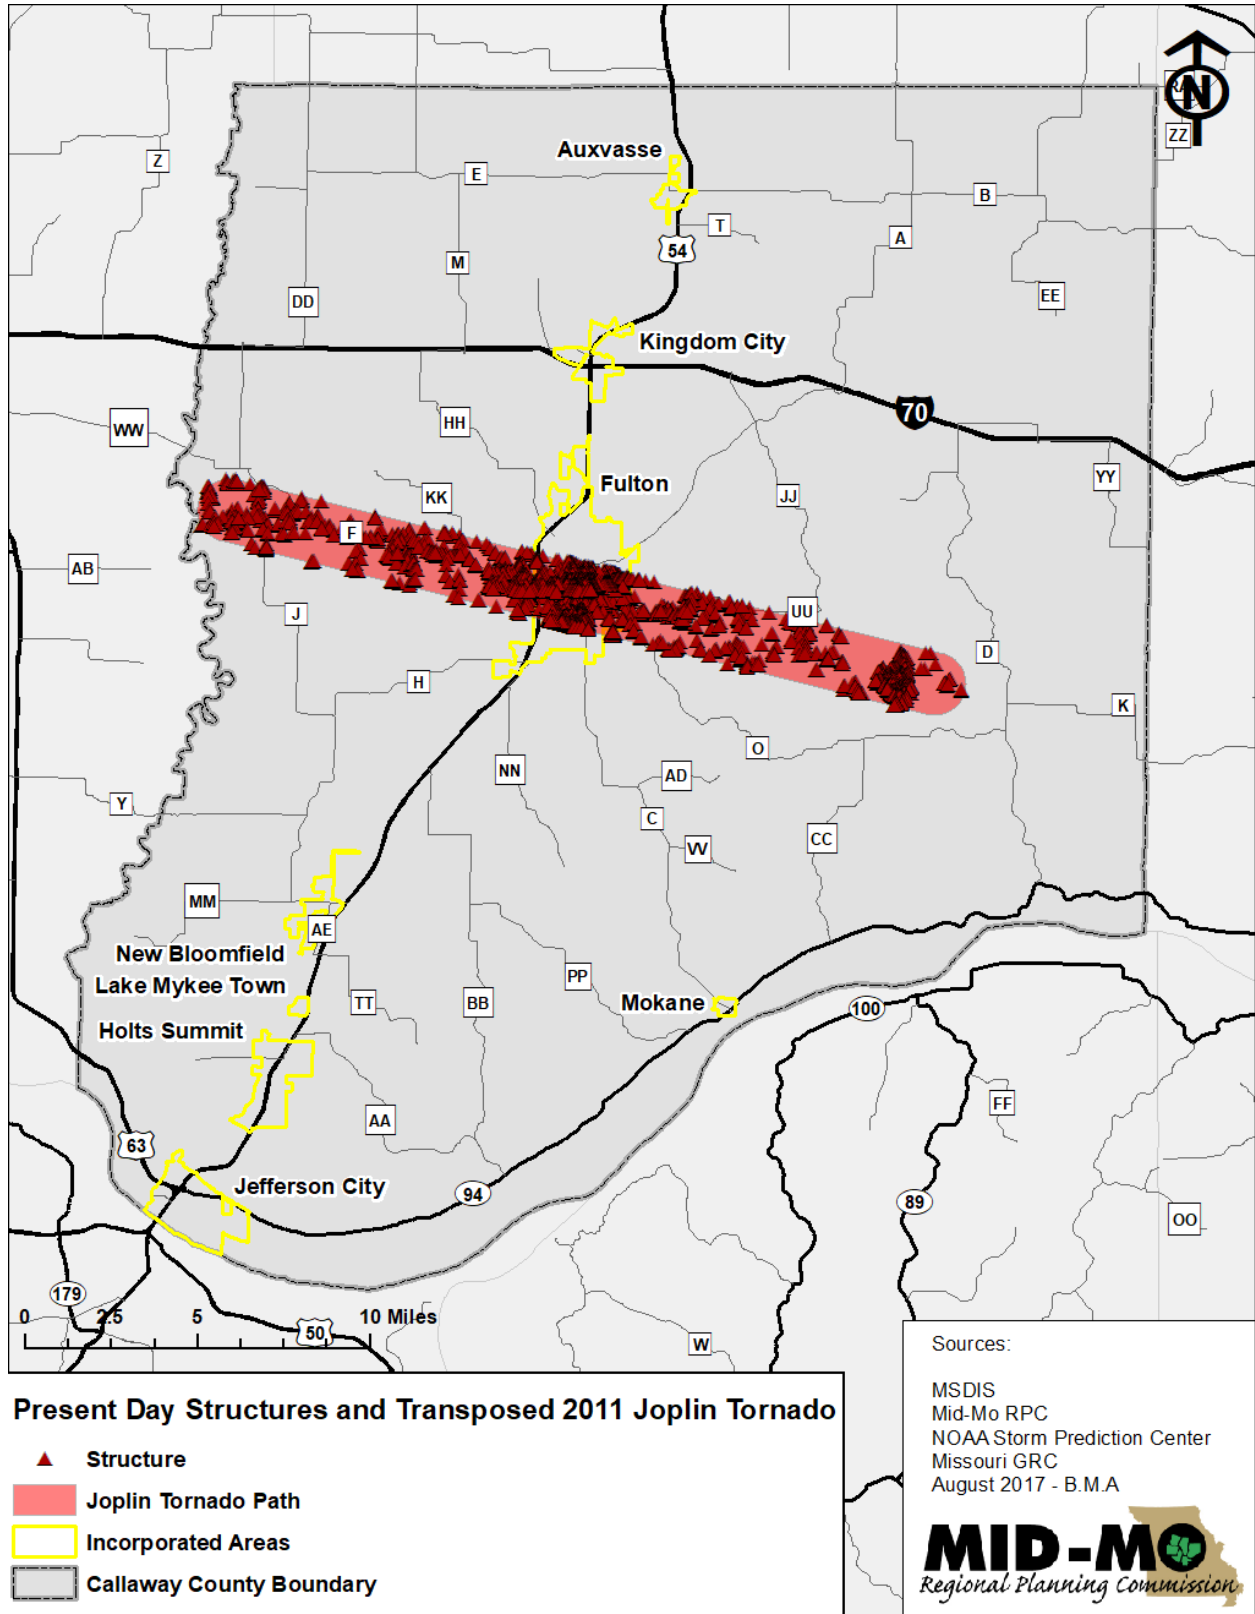 RA
N
ZZ
Z
Auxvasse
E
B
T
A
54
M
DD
EE
Kingdom City
70
HH
WW
YY
Fulton
KK
JJ
F
AB
J
UU
D
H
K
O
NN
AD
Y
C
CC
VV
MM
AE
New Bloomfield
Lake Mykee Town
PP
TT
BB
Mokane
100
Holts Summit
FF
AA
63
Jefferson City
94
89
OO
179
0 2.5 5 10 Miles
50
W
Sources:
MSDIS
Mid-Mo RPC
NOAA Storm Prediction Center
Missouri GRC
August 2017 - B.M.A
MID-MO
Regional Planning Commission
Present Day Structures and Transposed 2011 Joplin Tornado
Structure
Joplin Tornado Path
Incorporated Areas
Callaway County Boundary